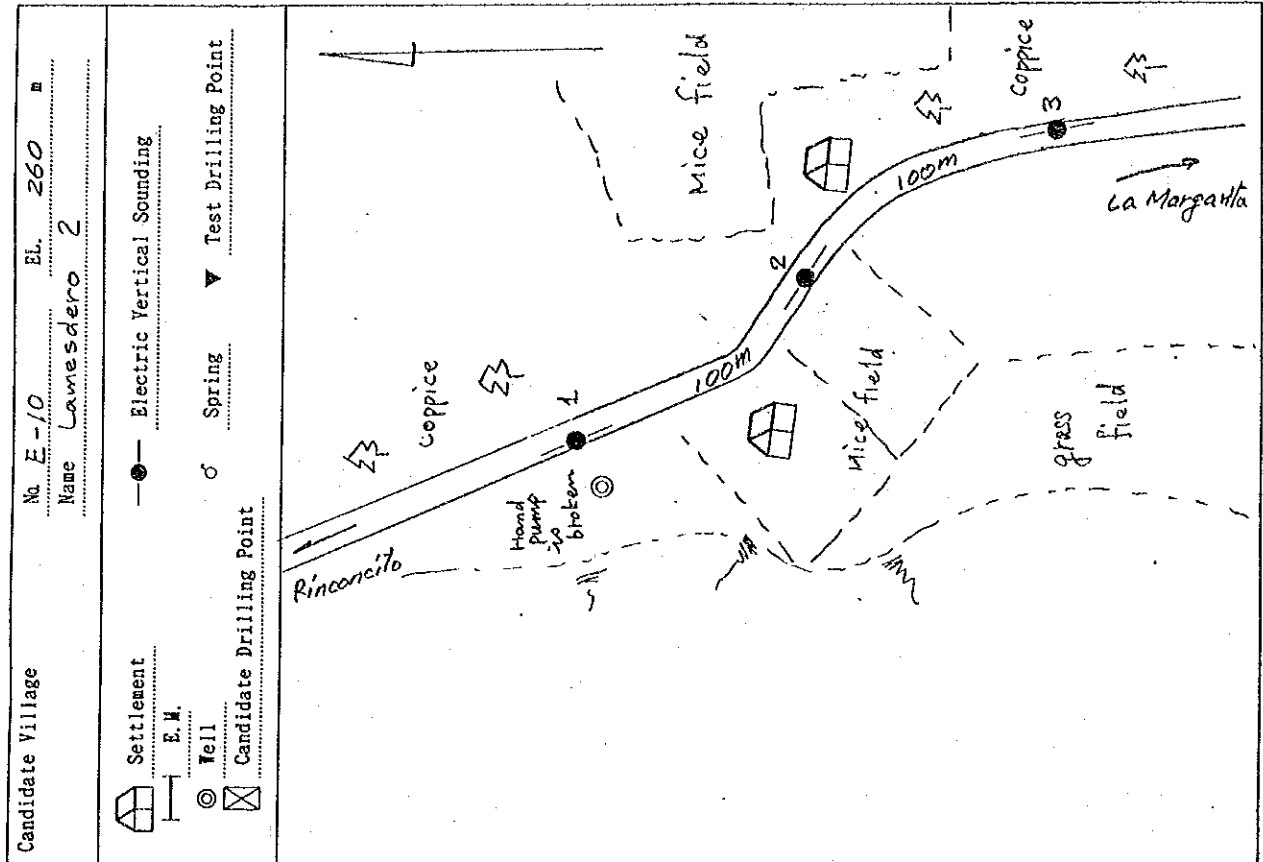 Candidate Village
No. E-10 EL. 260 m
Name Lamesdero 2
Settlement
—●— Electric Vertical Sounding
E.M.
Well
Spring
Test Drilling Point
Candidate Drilling Point
Rinconcito
Coppice
Hand
pump
is
broken
1
100m
Mice field
2
Mice field
100m
Coppice
3
grass
field
La Margarita